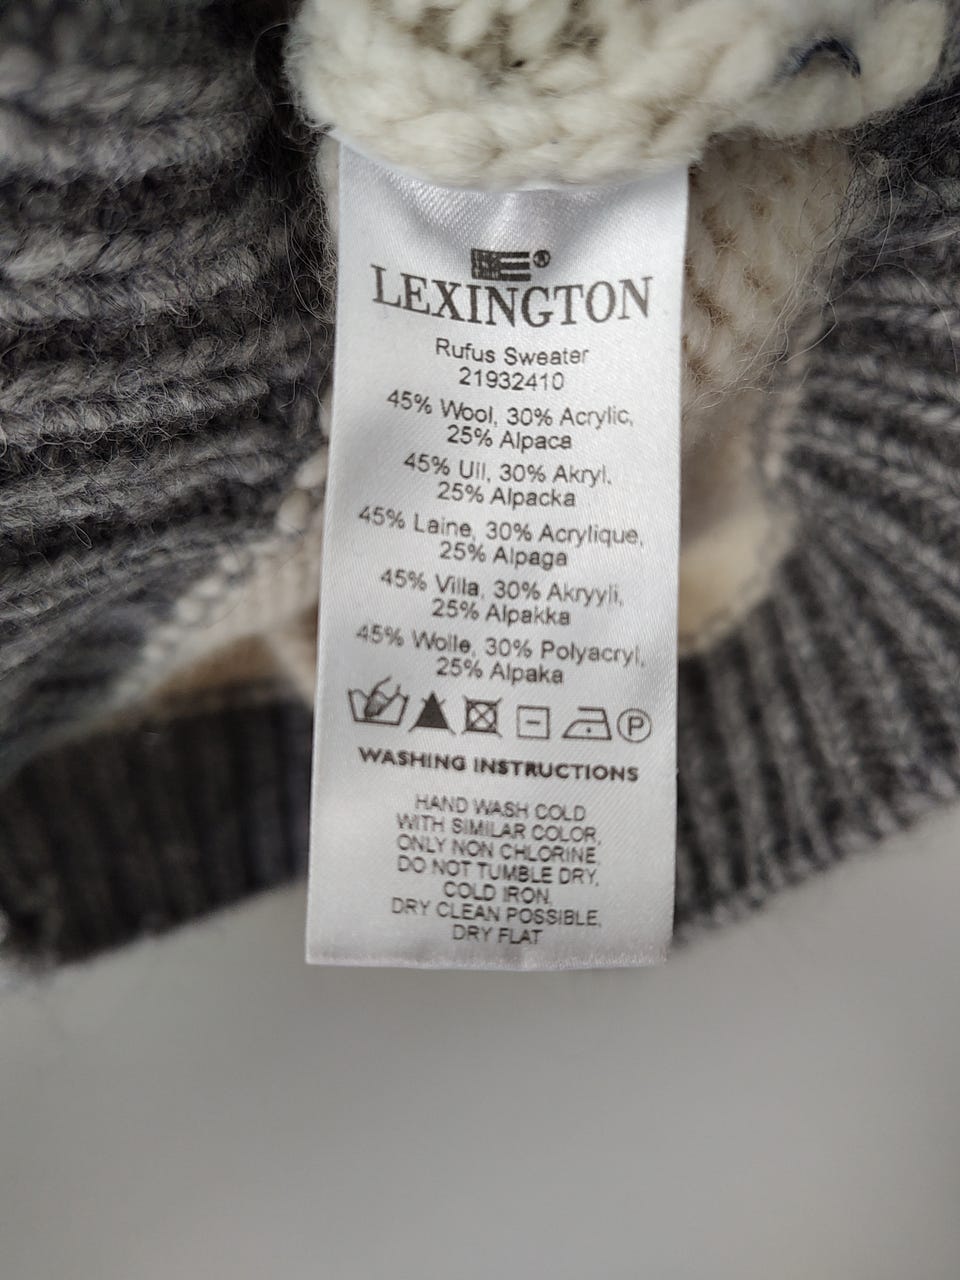 ®
LEXINGTON
Rufus Sweater
21932410
45% Wool, 30% Acrylic,
25% Alpaca
45% Ull, 30% Akryl,
25% Alpacka
45% Laine, 30% Acrylique,
25% Alpaga
45% Villa, 30% Akryyli,
25% Alpakka
45% Wolle, 30% Polyacryl,
25% Alpaka
P
WASHING INSTRUCTIONS
HAND WASH COLD
WITH SIMILAR COLOR,
ONLY NON CHLORINE,
DO NOT TUMBLE DRY,
COLD IRON,
DRY CLEAN POSSIBLE,
DRY FLAT